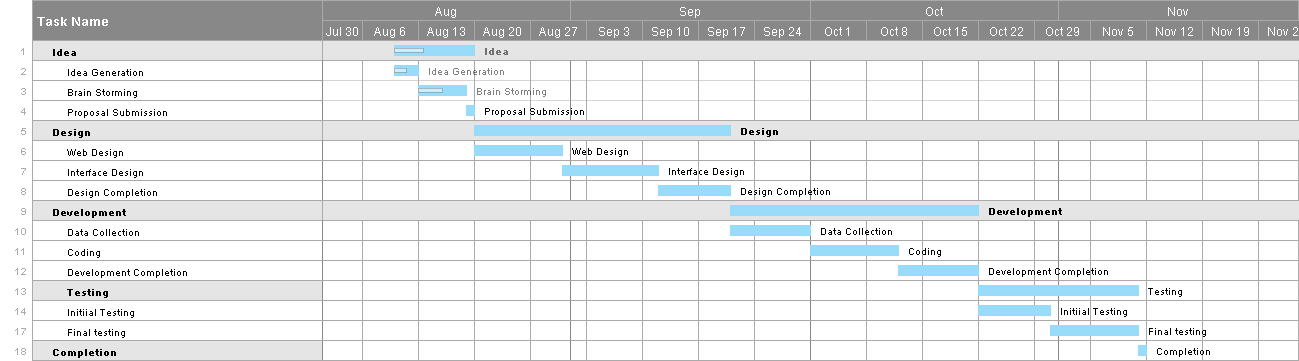 Task Name
Aug Sep Oct Nov
Jul 30 Aug 6 Aug 13 Aug 20 Aug 27 Sep 3 Sep 10 Sep 17 Sep 24 Oct 1 Oct 8 Oct 15 Oct 22 Oct 29 Nov 5 Nov 12 Nov 19 Nov 2
1 Idea Idea
2 Idea Generation Idea Generation
3 Brain Storming Brain Storming
4 Proposal Submission Proposal Submission
5 Design Design
6 Web Design Web Design
7 Interface Design Interface Design
8 Design Completion Design Completion
9 Development Development
10 Data Collection Data Collection
11 Coding Coding
12 Development Completion Development Completion
13 Testing Testing
14 Initiial Testing Initiial Testing
17 Final testing Final testing
18 Completion Completion